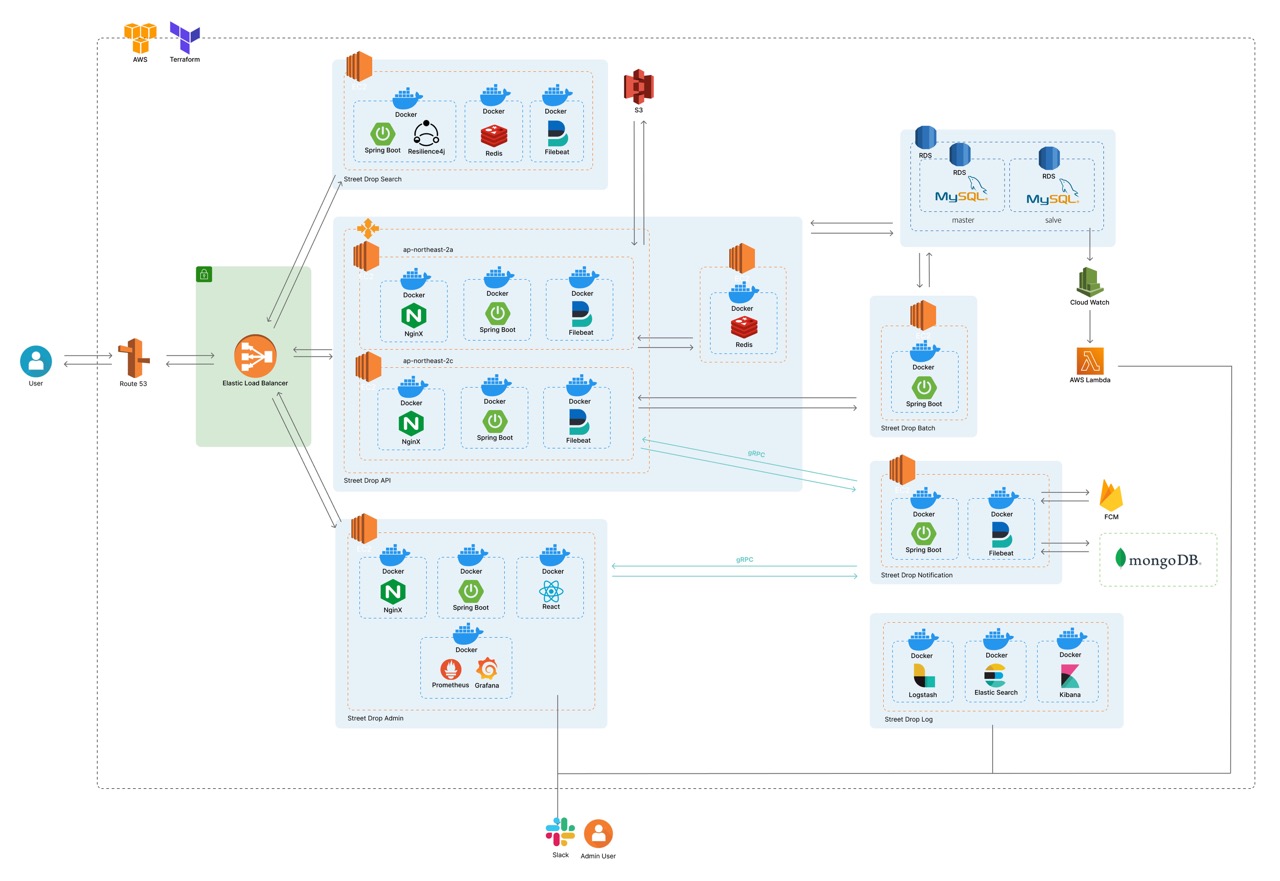 AWS
Terraform
Docker
Spring Boot
Resilience4j
Docker
Redis
Docker
Filebeat
Street Drop Search
S3
RDS
RDS
MySQL
master
RDS
MySQL
salve
Cloud Watch
AWS Lambda
ap-northeast-2a
Docker
NginX
Docker
Spring Boot
Docker
Filebeat
ap-northeast-2c
Docker
NginX
Docker
Spring Boot
Docker
Filebeat
Docker
Redis
Street Drop API
User
Route 53
Elastic Load Balancer
Docker
Spring Boot
Street Drop Batch
gRPC
Docker
Spring Boot
Docker
Filebeat
Street Drop Notification
FCM
mongoDB
gRPC
Docker
NginX
Docker
Spring Boot
Docker
React
Docker
Prometheus
Grafana
Street Drop Admin
Docker
Logstash
Docker
Elastic Search
Docker
Kibana
Street Drop Log
Slack
Admin User